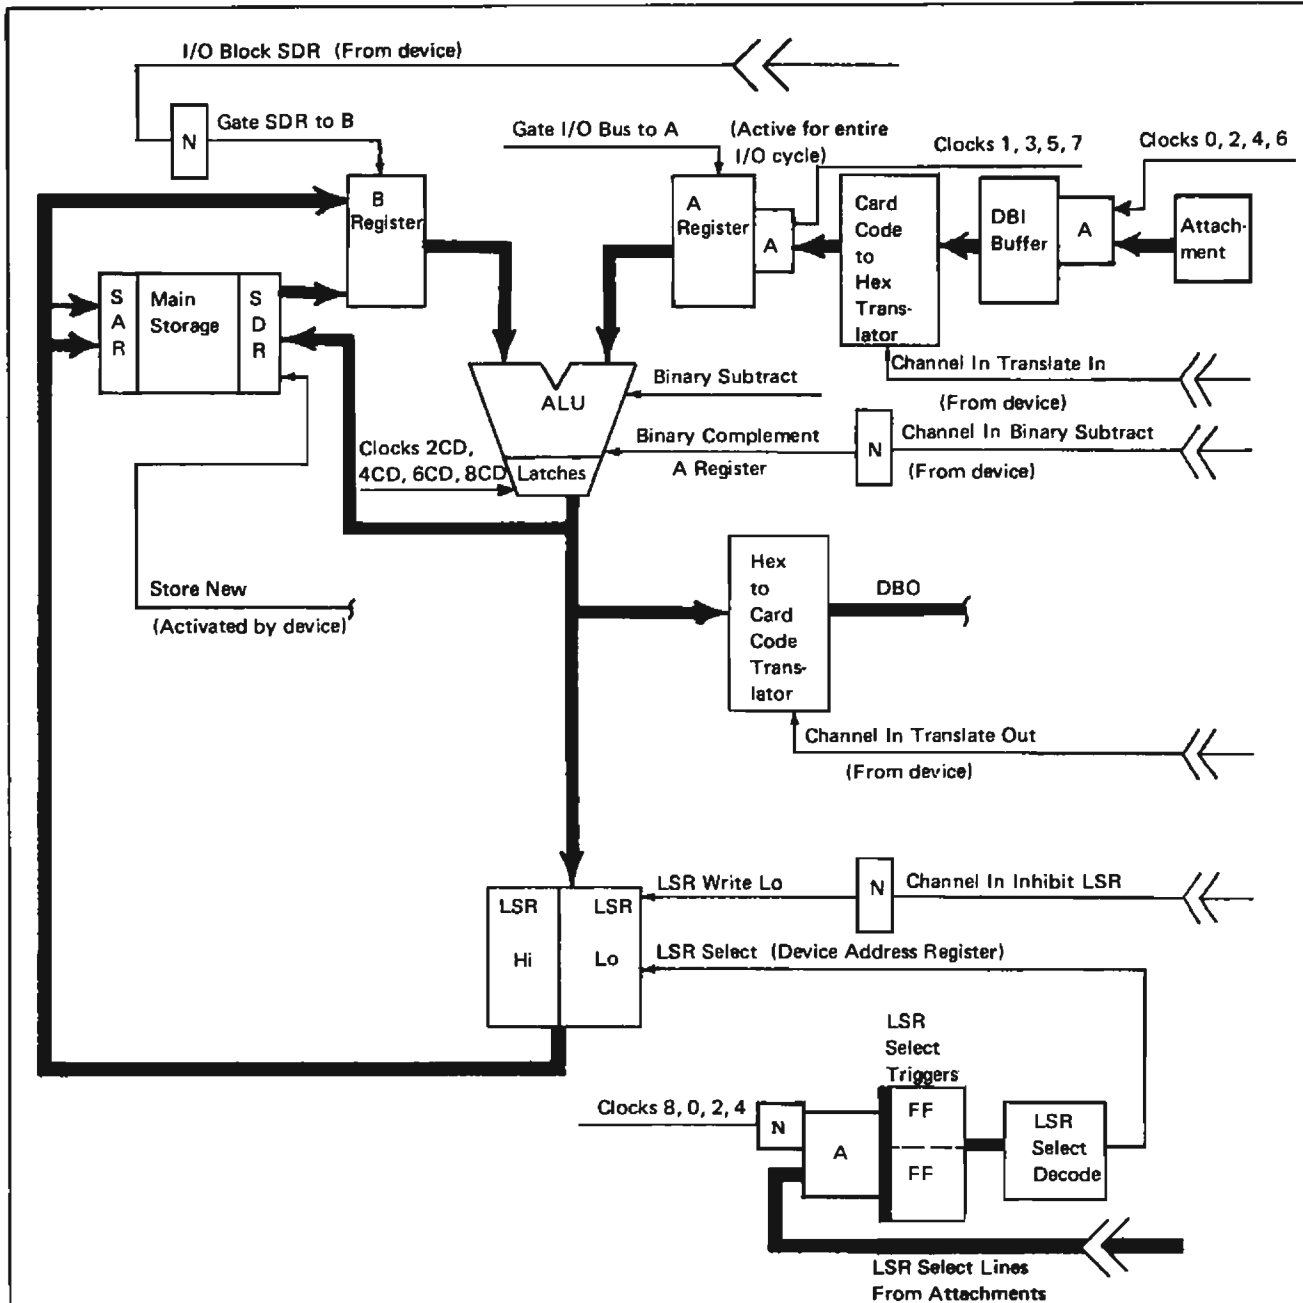 I/O Block SDR (From device)
N
Gate SDR to B
Gate I/O Bus to A
(Active for entire
I/O cycle)
Clocks 1, 3, 5, 7
Clocks 0, 2, 4, 6
B
Register
A
Register
A
Card
Code
to
Hex
Trans-
lator
DBI
Buffer
A
Attach-
ment
S
A
R
Main
Storage
S
D
R
Channel In Translate In
(From device)
ALU
Binary Subtract
Clocks 2CD,
4CD, 6CD, 8CD
Latches
Binary Complement
A Register
N
Channel In Binary Subtract
(From device)
Store New
(Activated by device)
Hex
to
Card
Code
Trans-
lator
DBO
Channel In Translate Out
(From device)
LSR
Hi
LSR
Lo
LSR Write Lo
N
Channel In Inhibit LSR
LSR Select (Device Address Register)
LSR
Select
Triggers
Clocks 8, 0, 2, 4
N
A
FF
FF
LSR
Select
Decode
LSR Select Lines
From Attachments